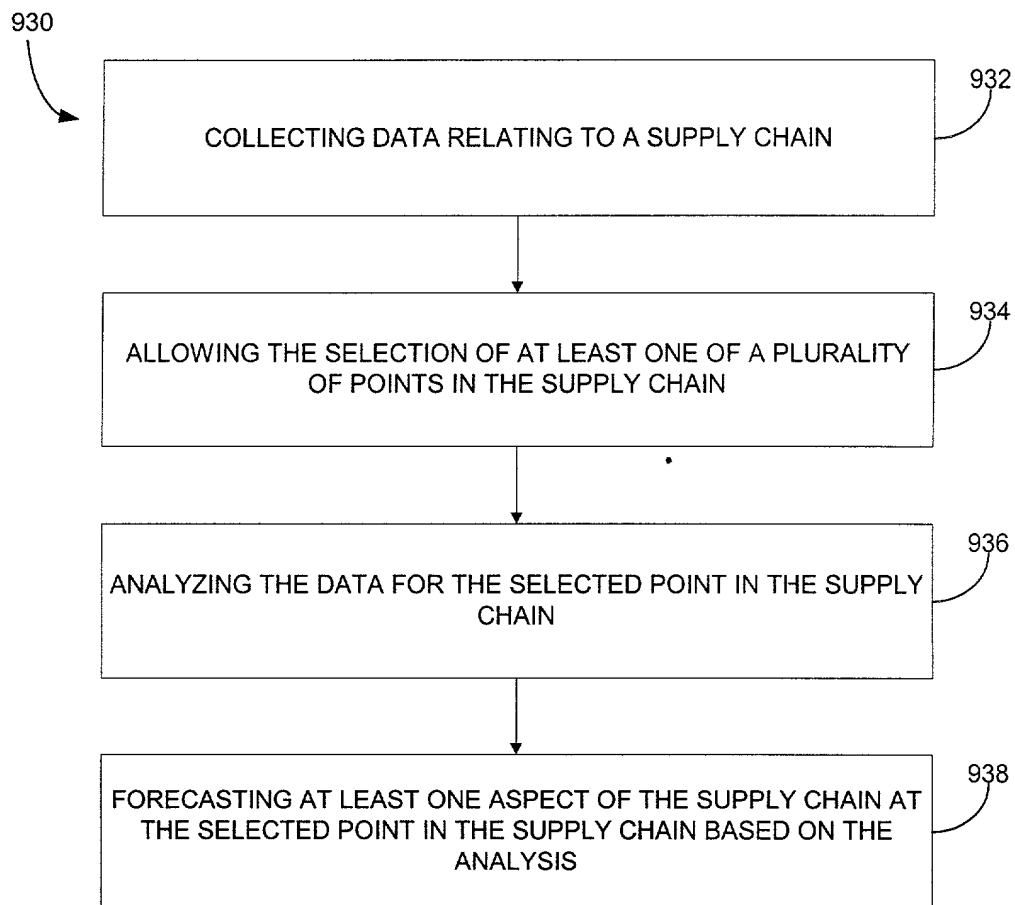 930
932
COLLECTING DATA RELATING TO A SUPPLY CHAIN
934
ALLOWING THE SELECTION OF AT LEAST ONE OF A PLURALITY
OF POINTS IN THE SUPPLY CHAIN
936
ANALYZING THE DATA FOR THE SELECTED POINT IN THE SUPPLY
CHAIN
938
FORECASTING AT LEAST ONE ASPECT OF THE SUPPLY CHAIN AT
THE SELECTED POINT IN THE SUPPLY CHAIN BASED ON THE
ANALYSIS